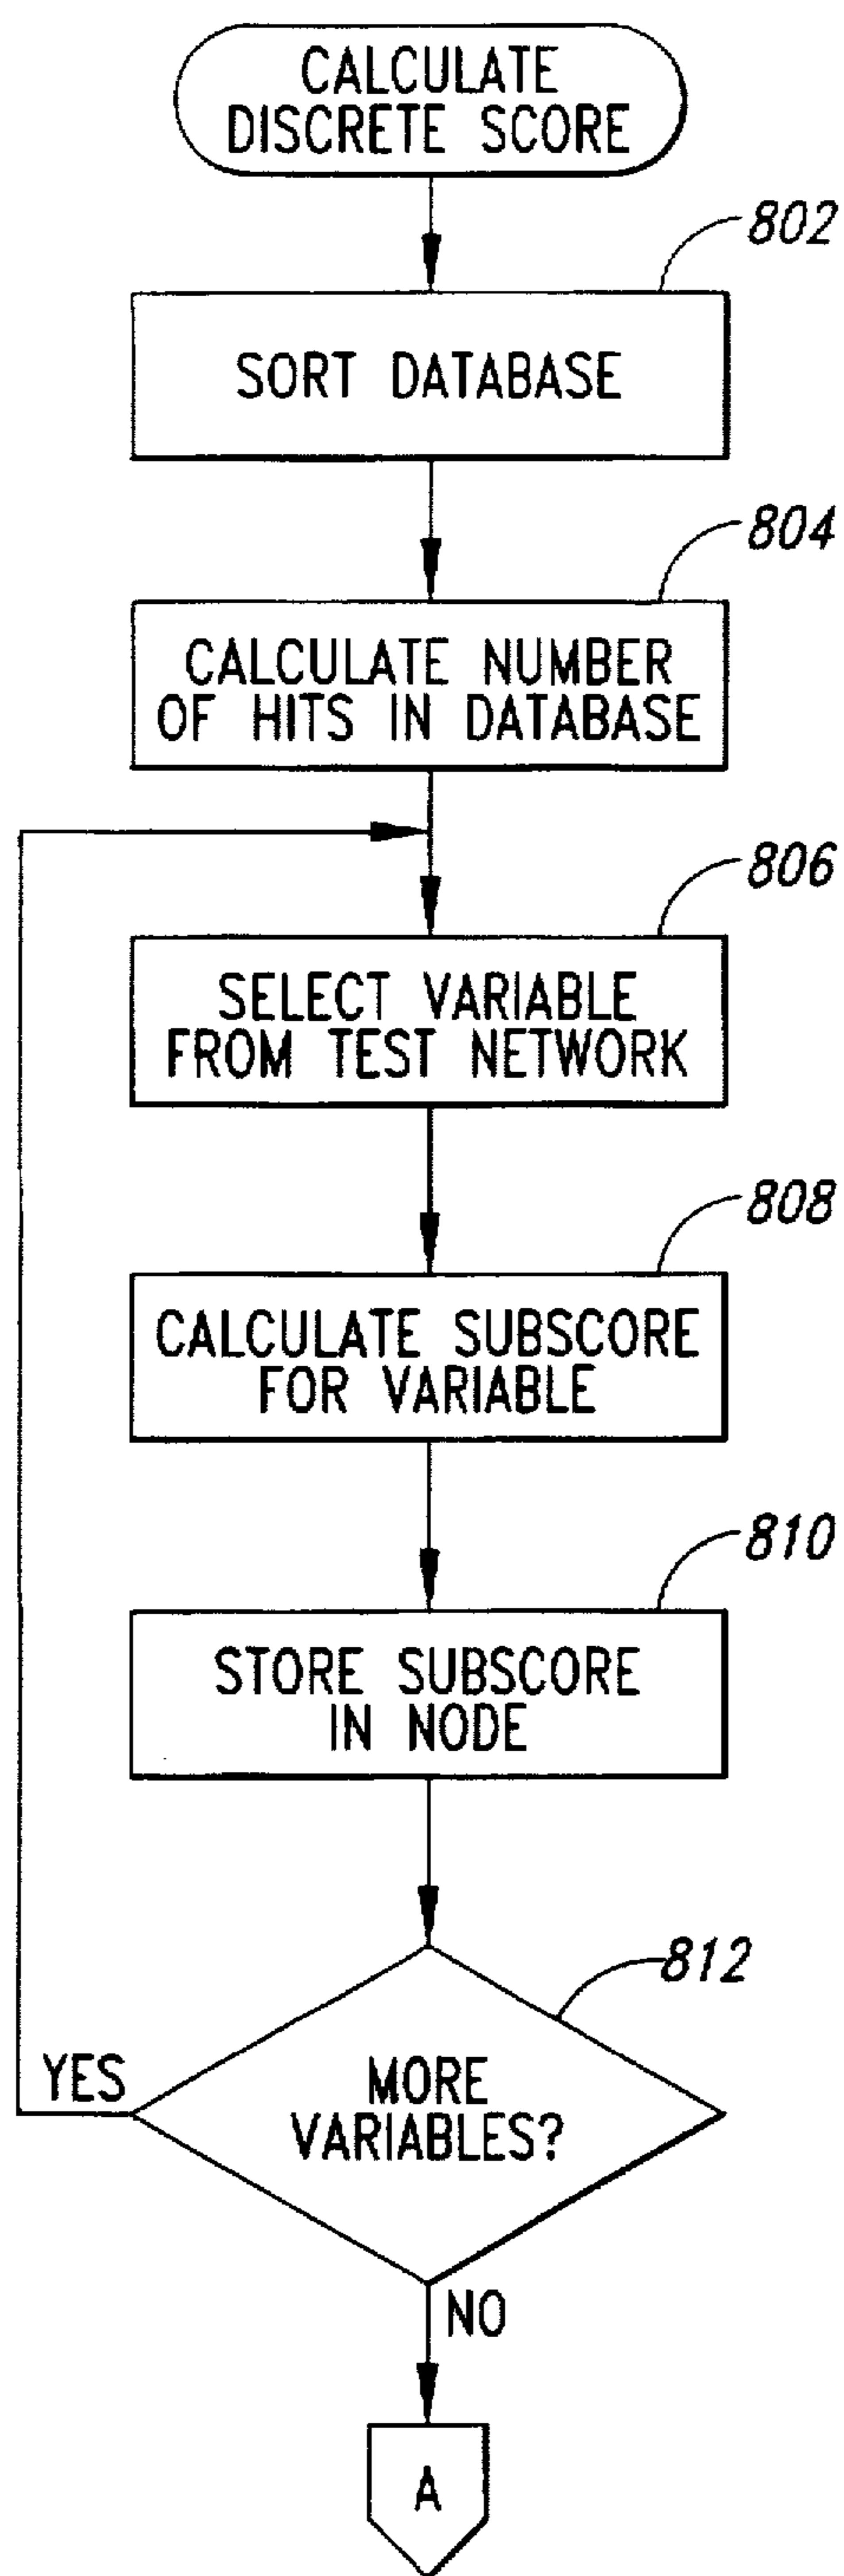 CALCULATE
DISCRETE SCORE
802
SORT DATABASE
804
CALCULATE NUMBER
OF HITS IN DATABASE
806
SELECT VARIABLE
FROM TEST NETWORK
808
CALCULATE SUBSCORE
FOR VARIABLE
810
STORE SUBSCORE
IN NODE
812
YES
MORE
VARIABLES?
NO
A